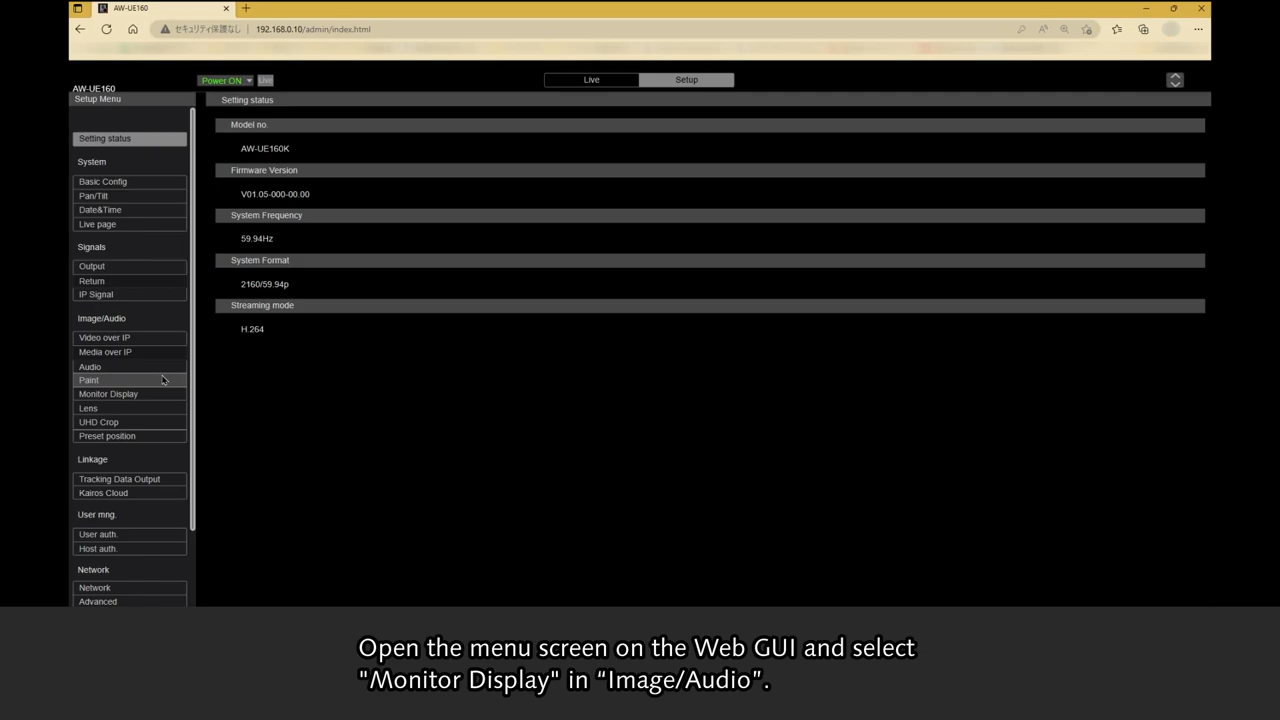 AW-UE160
セキュリティ保護なし
192.168.0.10/admin/index.html
AW-UE160
Power ON
Live
Live
Setup
Setup Menu
Setting status
System
Basic Config
Pan/Tilt
Date&Time
Live page
Signals
Output
Return
IP Signal
Image/Audio
Video over IP
Media over IP
Audio
Paint
Monitor Display
Lens
UHD Crop
Preset position
Linkage
Tracking Data Output
Kairos Cloud
User mng.
User auth.
Host auth.
Network
Network
Advanced
Setting status
Model no.
AW-UE160K
Firmware Version
V01.05-000-00.00
System Frequency
59.94Hz
System Format
2160/59.94p
Streaming mode
H.264
Open the menu screen on the Web GUI and select
"Monitor Display" in “Image/Audio”.